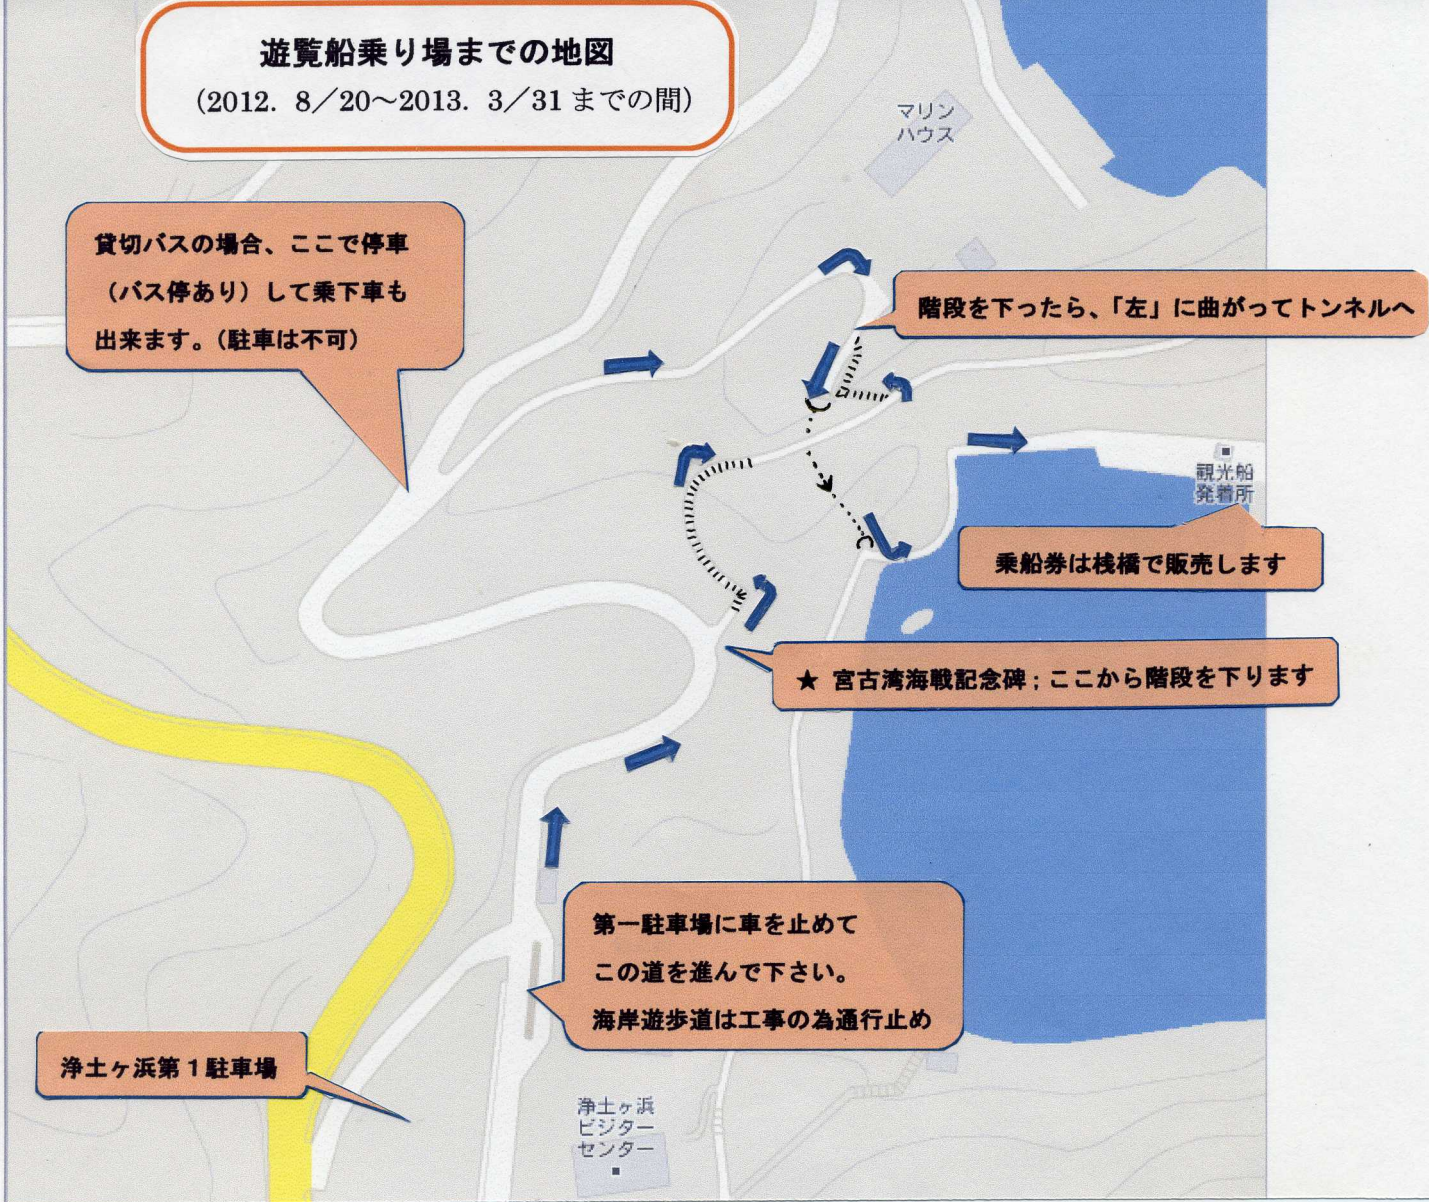 遊覧船乗り場までの地図
(2012. 8／20～2013. 3／31 までの間)
マリン
ハウス
貸切バスの場合、ここで停車
（バス停あり）して乗下車も
出来ます。（駐車は不可）
階段を下ったら、「左」に曲がってトンネルへ
観光船
発着所
乗船券は桟橋で販売します
★ 宮古湾海戦記念碑；ここから階段を下ります
第一駐車場に車を止めて
この道を進んで下さい。
海岸遊歩道は工事の為通行止め
浄土ヶ浜第１駐車場
浄土ヶ浜
ビジター
センター